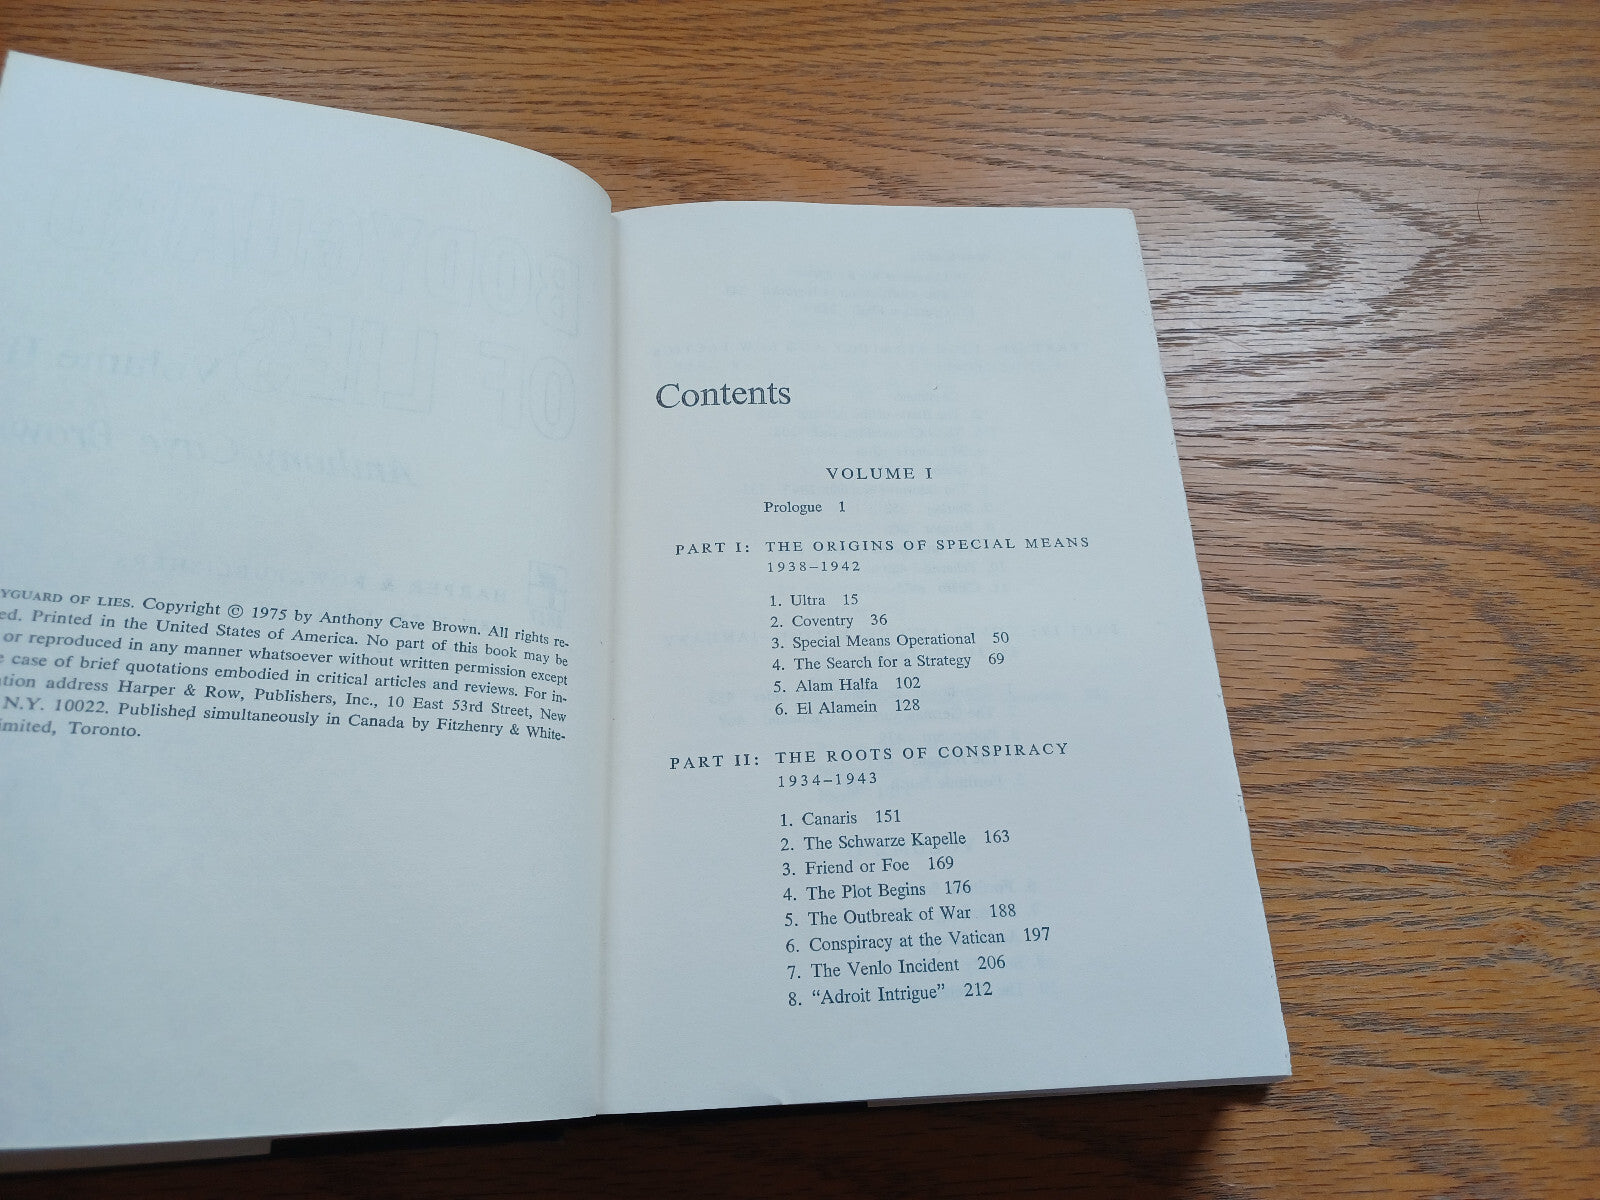 YGUARD OF LIES. Copyright © 1975 by Anthony Cave Brown. All rights re-
ed. Printed in the United States of America. No part of this book may be
or reproduced in any manner whatsoever without written permission except
e case of brief quotations embodied in critical articles and reviews. For in-
tion address Harper & Row, Publishers, Inc., 10 East 53rd Street, New
N.Y. 10022. Published simultaneously in Canada by Fitzhenry & White-
imited, Toronto.
Contents
VOLUME I
Prologue 1
PART I: THE ORIGINS OF SPECIAL MEANS
1938–1942
1. Ultra 15
2. Coventry 36
3. Special Means Operational 50
4. The Search for a Strategy 69
5. Alam Halfa 102
6. El Alamein 128
PART II: THE ROOTS OF CONSPIRACY
1934–1943
1. Canaris 151
2. The Schwarze Kapelle 163
3. Friend or Foe 169
4. The Plot Begins 176
5. The Outbreak of War 188
6. Conspiracy at the Vatican 197
7. The Venlo Incident 206
8. “Adroit Intrigue” 212